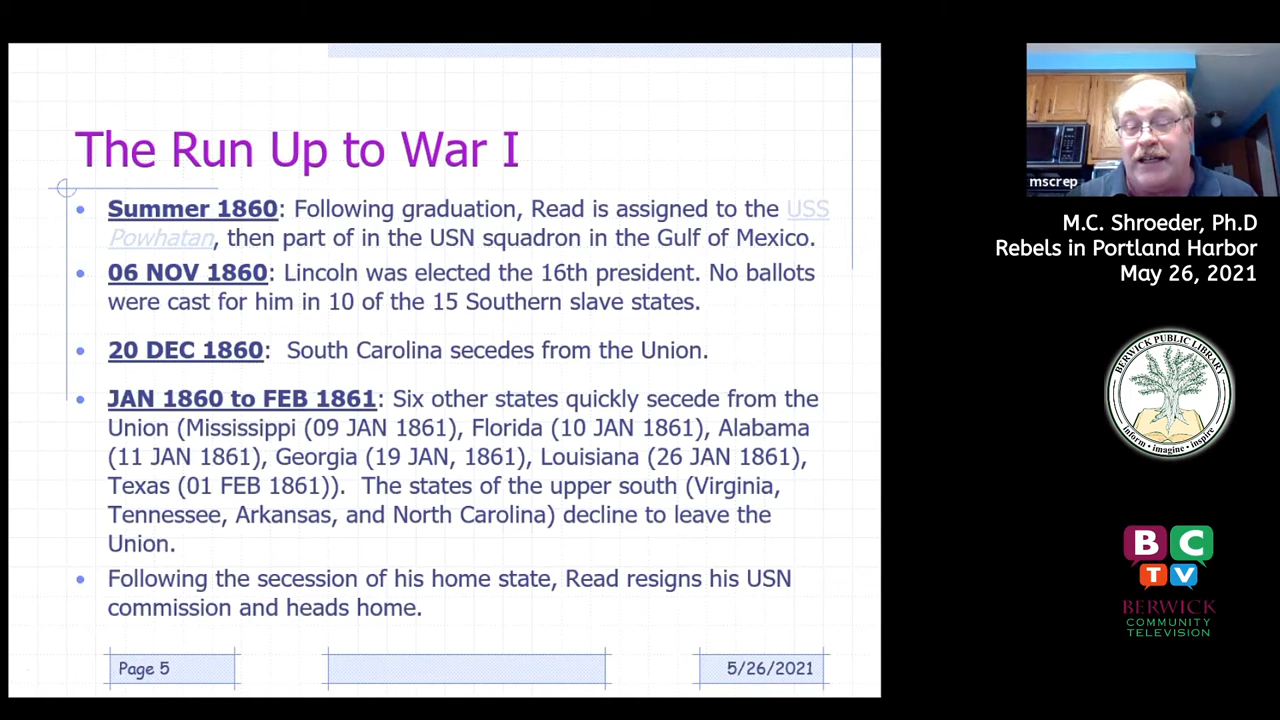 The Run Up to War I
• Summer 1860: Following graduation, Read is assigned to the USS
Powhatan, then part of in the USN squadron in the Gulf of Mexico.
• 06 NOV 1860: Lincoln was elected the 16th president. No ballots
were cast for him in 10 of the 15 Southern slave states.
• 20 DEC 1860: South Carolina secedes from the Union.
• JAN 1860 to FEB 1861: Six other states quickly secede from the
Union (Mississippi (09 JAN 1861), Florida (10 JAN 1861), Alabama
(11 JAN 1861), Georgia (19 JAN, 1861), Louisiana (26 JAN 1861),
Texas (01 FEB 1861)). The states of the upper south (Virginia,
Tennessee, Arkansas, and North Carolina) decline to leave the
Union.
• Following the secession of his home state, Read resigns his USN
commission and heads home.
Page 5
5/26/2021
mscrep
M.C. Shroeder, Ph.D
Rebels in Portland Harbor
May 26, 2021
BERWICK PUBLIC LIBRARY
inform • imagine • inspire
BC
TV
BERWICK
COMMUNITY
TELEVISION